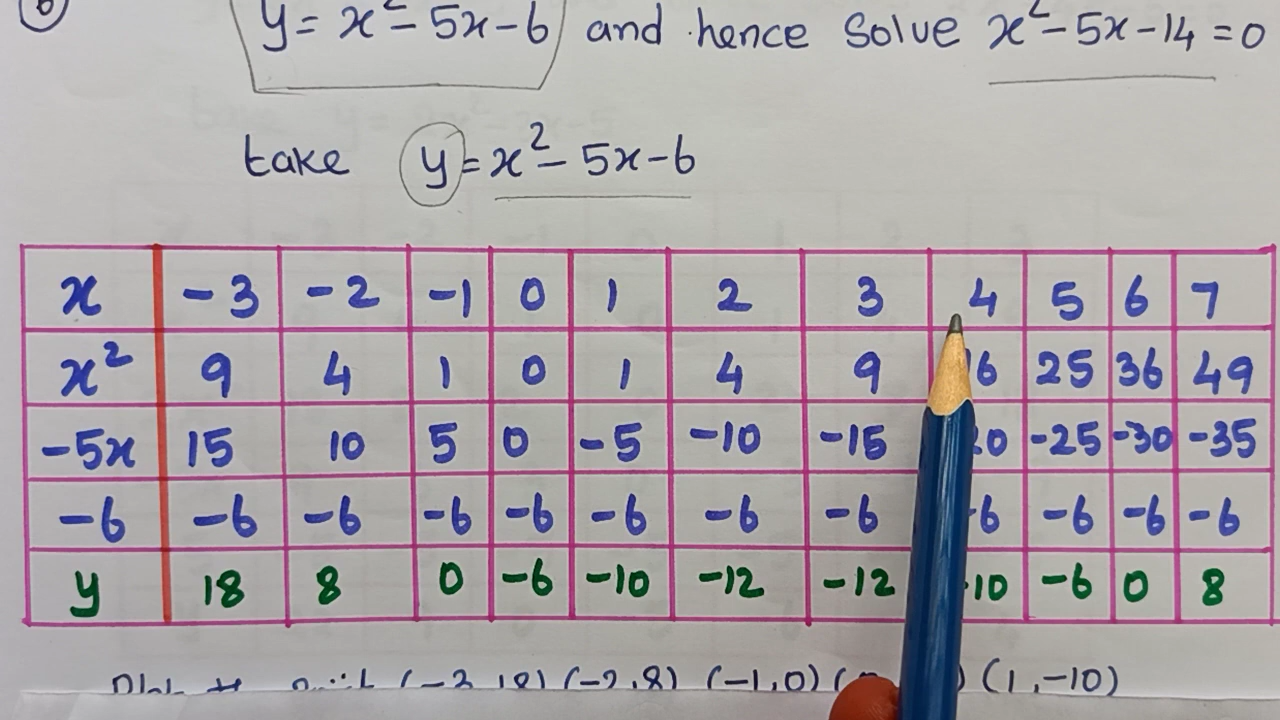 6
y = x² - 5x - 6 and hence solve x² - 5x - 14 = 0
take y = x² - 5x - 6
x -3 -2 -1 0 1 2 3 4 5 6 7
x² 9 4 1 0 1 4 9 16 25 36 49
-5x 15 10 5 0 -5 -10 -15 -25 -30 -35
-6 -6 -6 -6 -6 -6 -6 -6 -6 -6 -6 -6
y 18 8 0 -6 -10 -12 -12 -10 -6 0 8
(-3, 18) (-2, 8) (-1, 0) (1, -10)